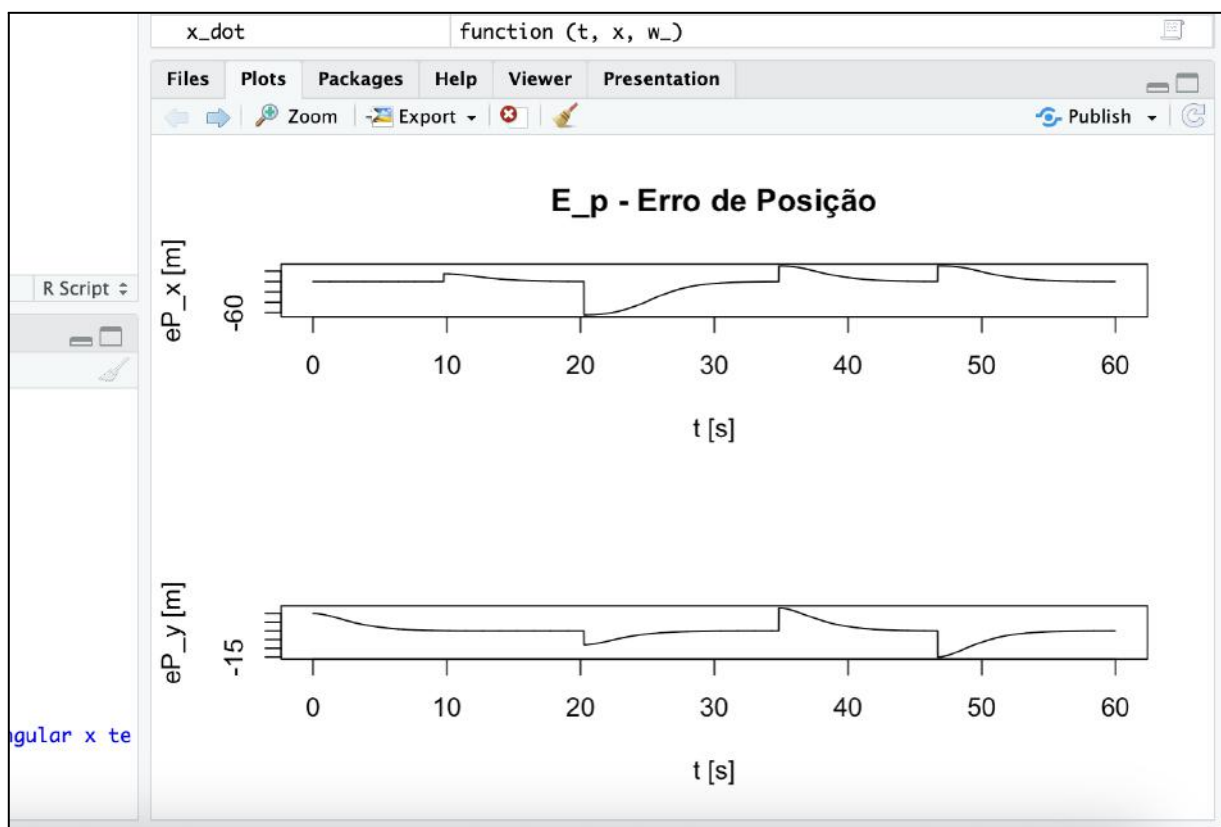 x_dot function (t, x, w_)
Files Plots Packages Help Viewer Presentation
Zoom Export Publish
R Script
E_p - Erro de Posição
eP_x [m]
-60
0 10 20 30 40 50 60
t [s]
eP_y [m]
-15
0 10 20 30 40 50 60
t [s]
ngular x te